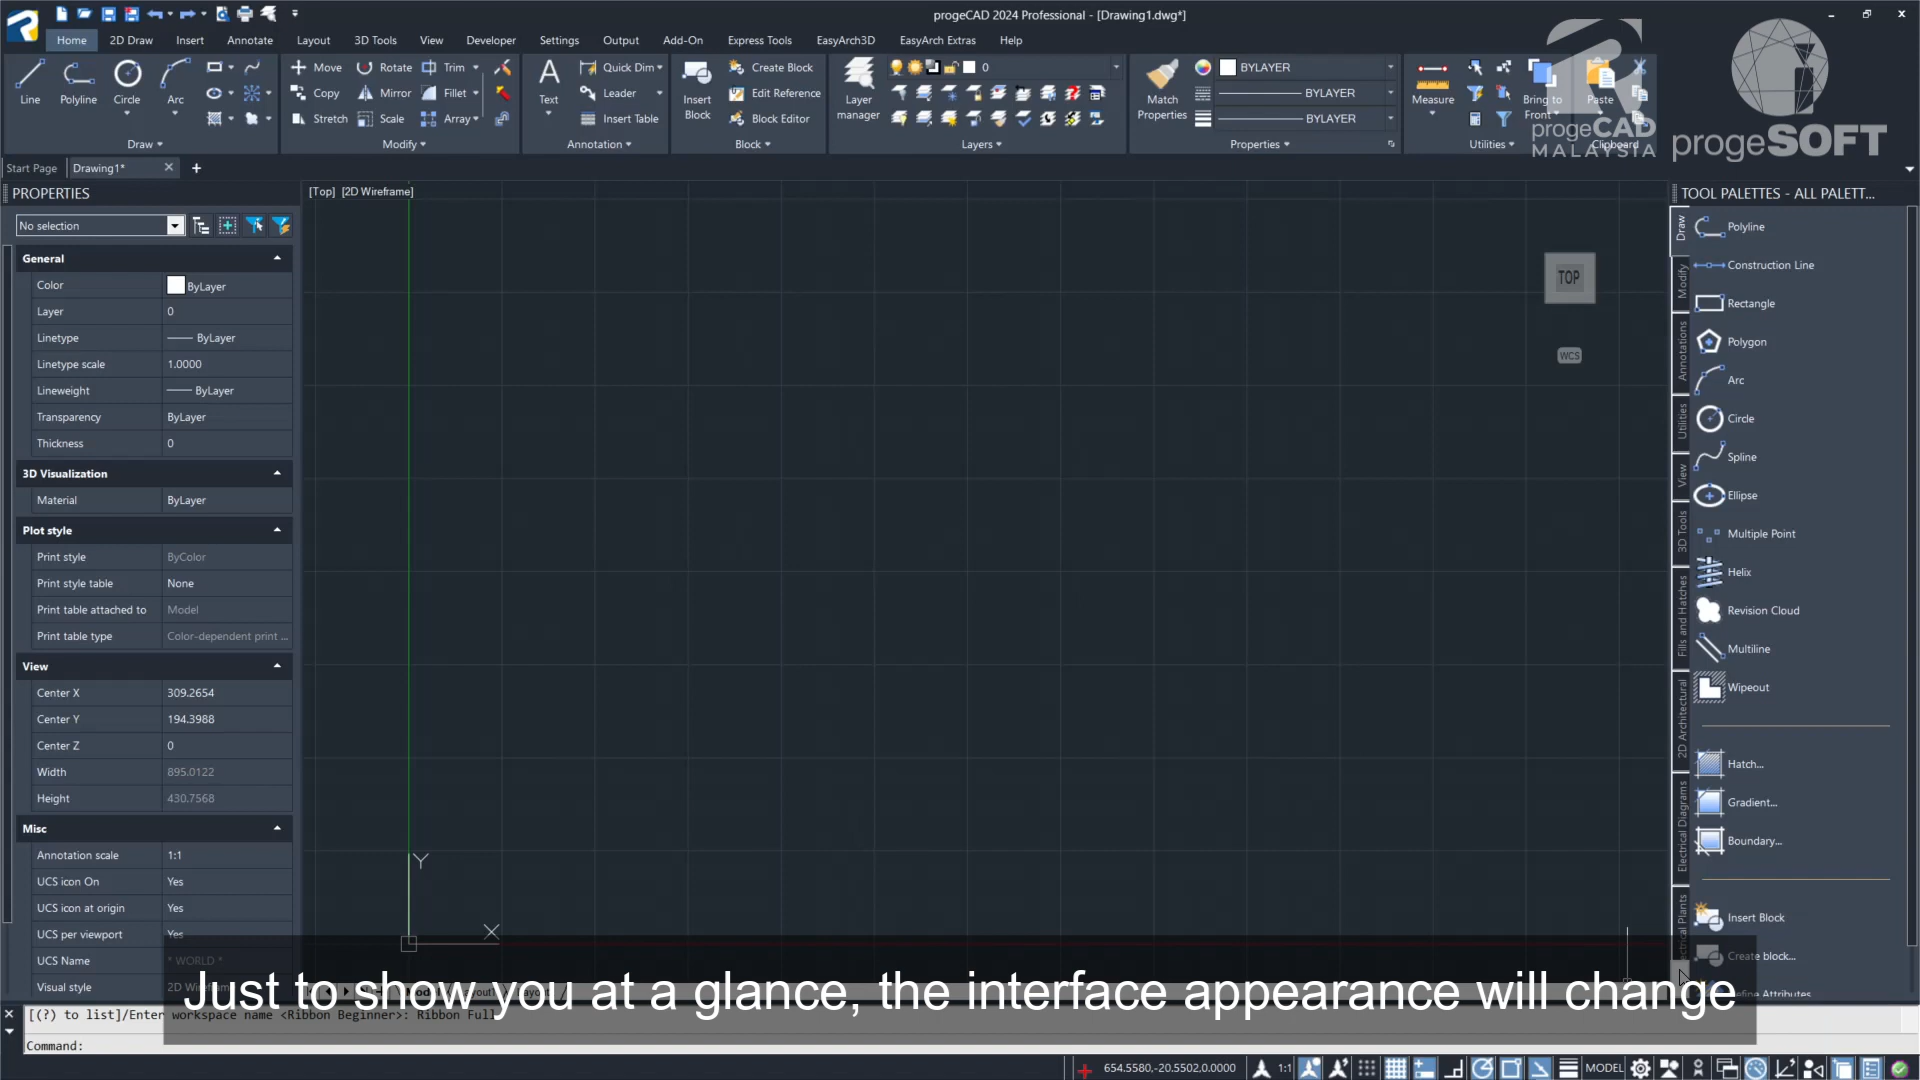 progeCAD 2024 Professional - [Drawing1.dwg*]
Home 2D Draw Insert Annotate Layout 3D Tools View Developer Settings Output Add-On Express Tools EasyArch3D EasyArch Extras Help
Line Polyline Circle Arc
Move Rotate Trim
Copy Mirror Fillet
Stretch Scale Array
Text Quick Dim
Leader
Insert Table
Insert Block
Create Block
Edit Reference
Block Editor
Layer manager
0
Match Properties
BYLAYER
BYLAYER
BYLAYER
Measure
Bring to Front
Paste
Draw Modify Annotation Block Layers Properties Utilities Clipboard
progeCAD
MALAYSIA
progeSOFT
Start Page Drawing1*
PROPERTIES
No selection
General
Color ByLayer
Layer 0
Linetype ByLayer
Linetype scale 1.0000
Lineweight ByLayer
Transparency ByLayer
Thickness 0
3D Visualization
Material ByLayer
Plot style
Print style ByColor
Print style table None
Print table attached to Model
Print table type Color-dependent print ...
View
Center X 309.2654
Center Y 194.3988
Center Z 0
Width 895.0122
Height 430.7568
Misc
Annotation scale 1:1
UCS icon On Yes
UCS icon at origin Yes
UCS per viewport Yes
UCS Name * WORLD *
Visual style 2D Wirefram
[Top] [2D Wireframe]
TOP
WCS
Y
X
TOOL PALETTES - ALL PALETT...
Draw
Modify
Annotations
Utilities
View
3D Tools
Fills and Hatches
2D Architectural
Electrical Diagrams
Polyline
Construction Line
Rectangle
Polygon
Arc
Circle
Spline
Ellipse
Multiple Point
Helix
Revision Cloud
Multiline
Wipeout
Hatch...
Gradient...
Boundary...
Insert Block
Create block...
Define Attributes
Just to show you at a glance, the interface appearance will change
[(?) to list]/Enter workspace name <Ribbon Beginner>: Ribbon Full
Command:
654.5580,-20.5502,0.0000 1:1 MODEL